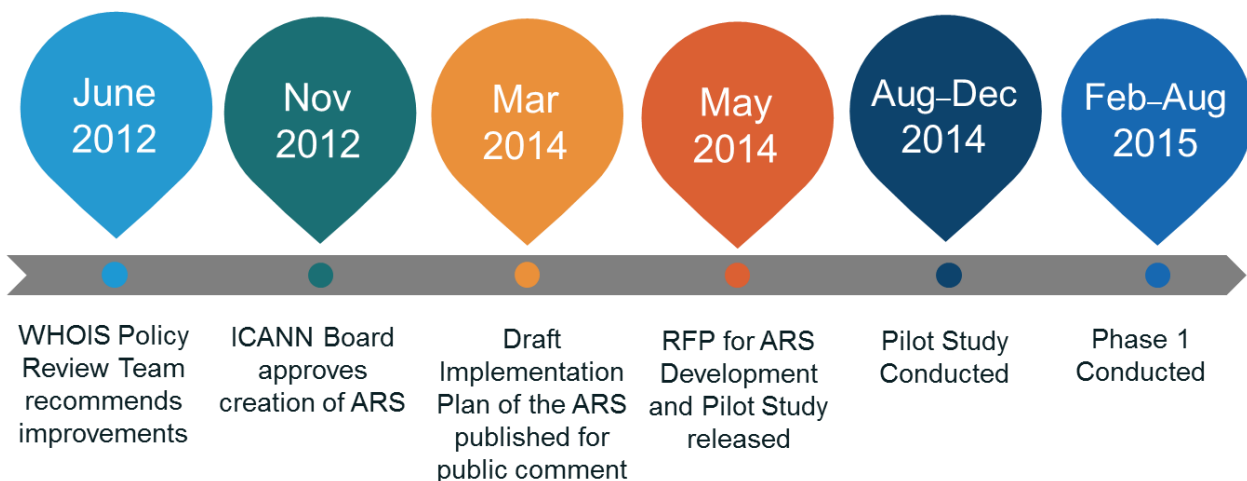 June
2012
Nov
2012
Mar
2014
May
2014
Aug–Dec
2014
Feb–Aug
2015
WHOIS Policy
Review Team
recommends
improvements
ICANN Board
approves
creation of ARS
Draft
Implementation
Plan of the ARS
published for
public comment
RFP for ARS
Development
and Pilot Study
released
Pilot Study
Conducted
Phase 1
Conducted